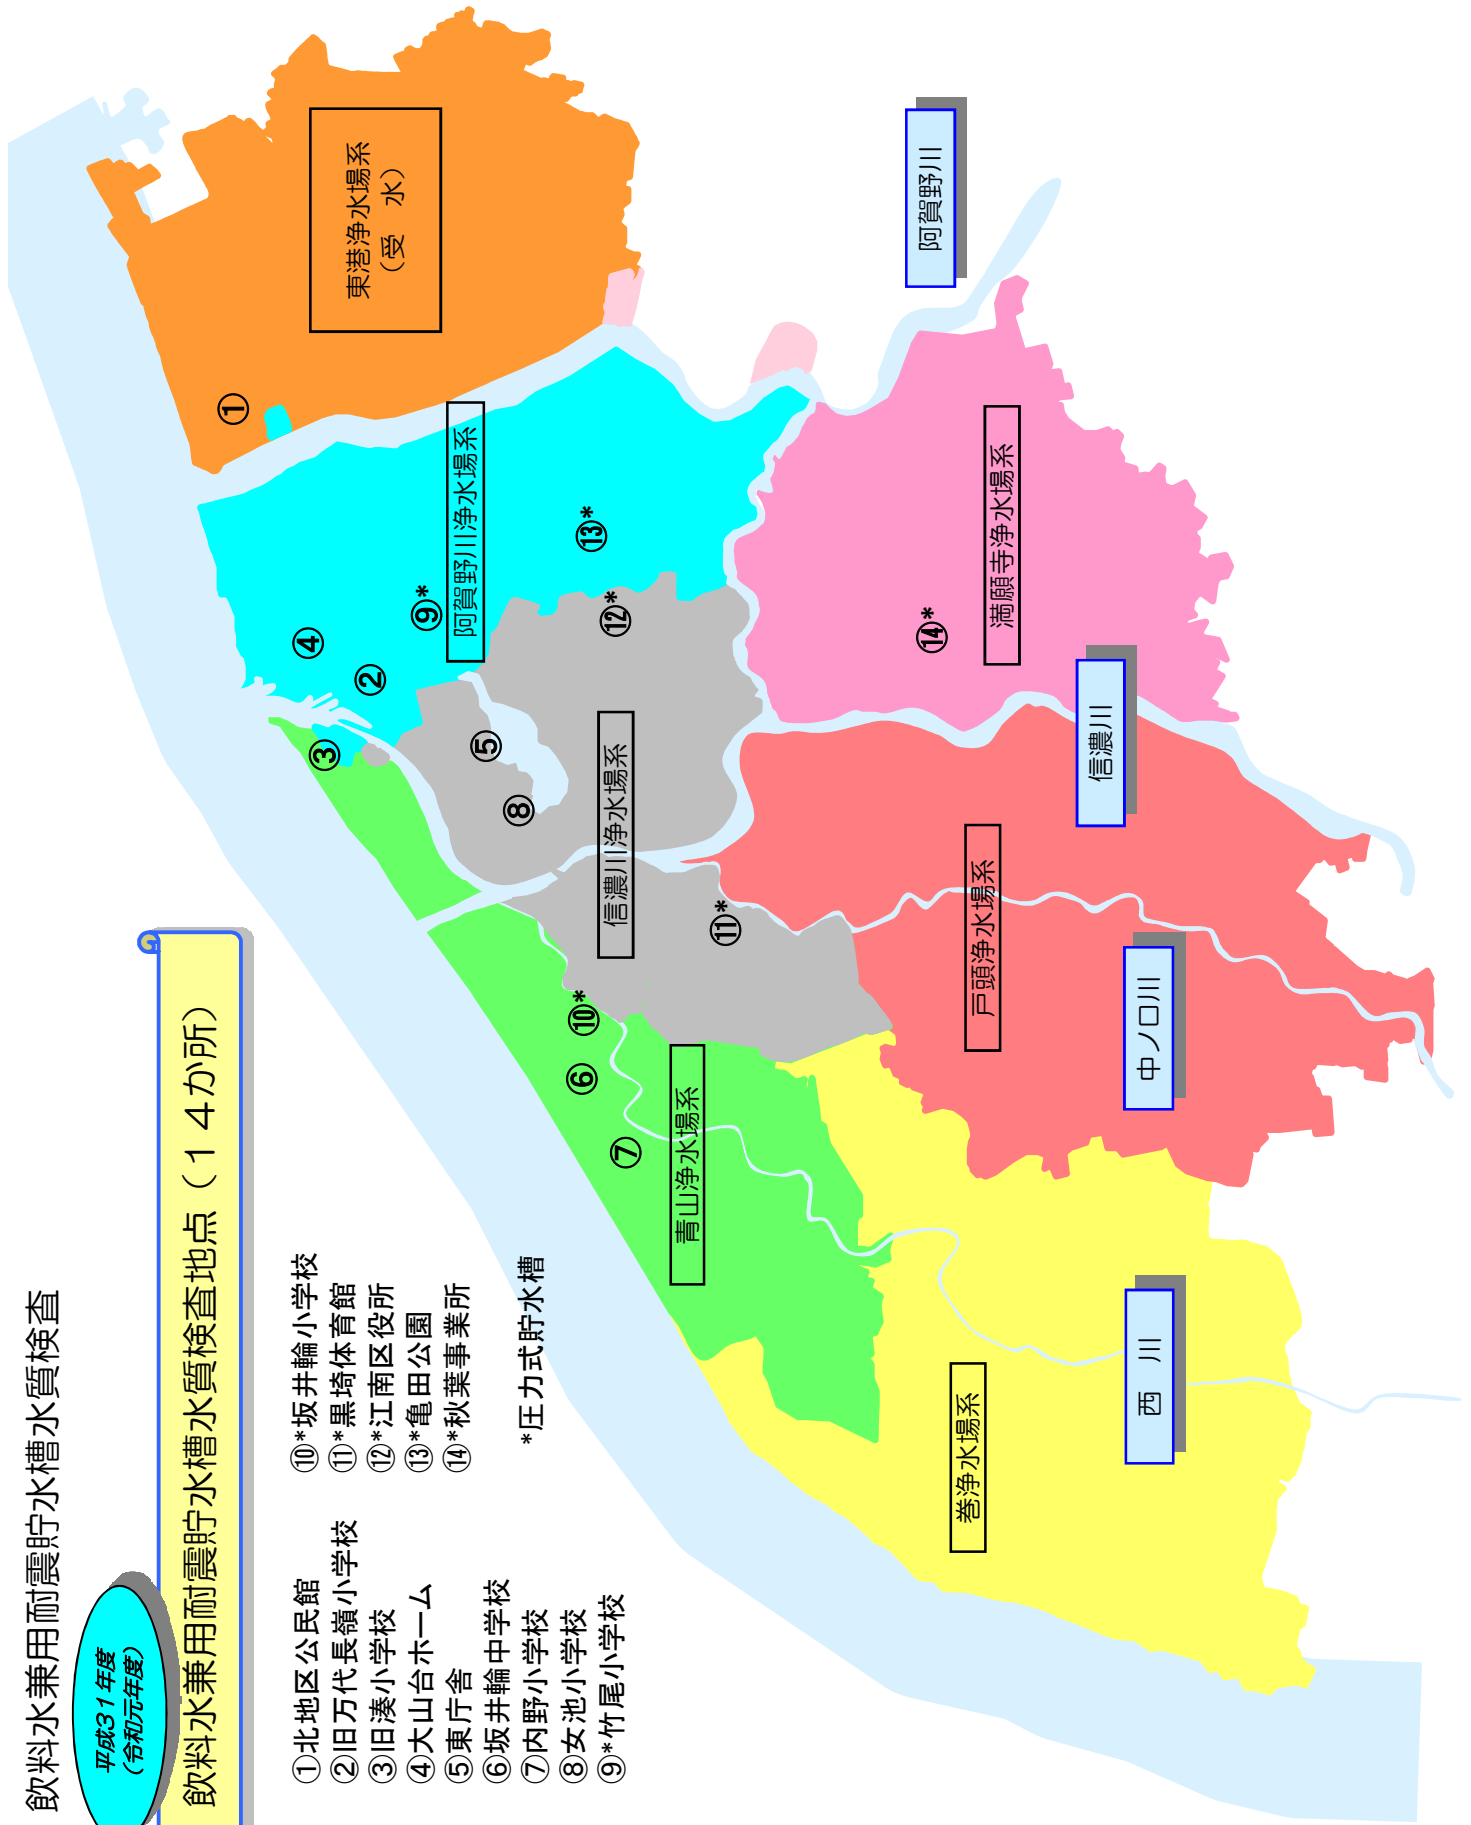 飲料水兼用耐震貯水槽水質検査
平成31年度
(令和元年度)
飲料水兼用耐震貯水槽水質検査地点（１４か所）
①北地区公民館
②旧万代長嶺小学校
③旧湊小学校
④大山台ホーム
⑤東庁舎
⑥坂井輪中学校
⑦内野小学校
⑧女池小学校
⑨*竹尾小学校
⑩*坂井輪小学校
⑪*黒埼体育館
⑫*江南区役所
⑬*亀田公園
⑭*秋葉事業所
*圧力式貯水槽
東港浄水場系
（受　水）
①
阿賀野川浄水場系
④
②
③
⑨*
⑬*
⑫*
⑤
⑧
信濃川浄水場系
⑪*
⑩*
⑥
⑦
青山浄水場系
満願寺浄水場系
⑭*
戸頭浄水場系
巻浄水場系
阿賀野川
信濃川
中ノ口川
西　川